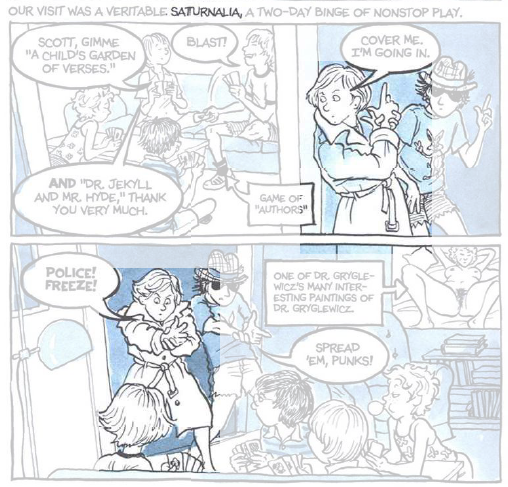 OUR VISIT WAS A VERITABLE SATURNALIA, A TWO-DAY BINGE OF NONSTOP PLAY.
SCOTT, GIMME
"A CHILD'S GARDEN
OF VERSES."
BLAST?
AND "DR. JEKYLL
AND MR. HYDE," THANK
YOU VERY MUCH.
GAME OF
"AUTHORS"
COVER ME.
I'M GOING IN.
POLICE!
FREEZE!
ONE OF DR. GRYGLE-
WICZ'S MANY INTER-
ESTING PAINTINGS OF
DR. GRYGLEWICZ.
SPREAD
'EM, PUNKS!